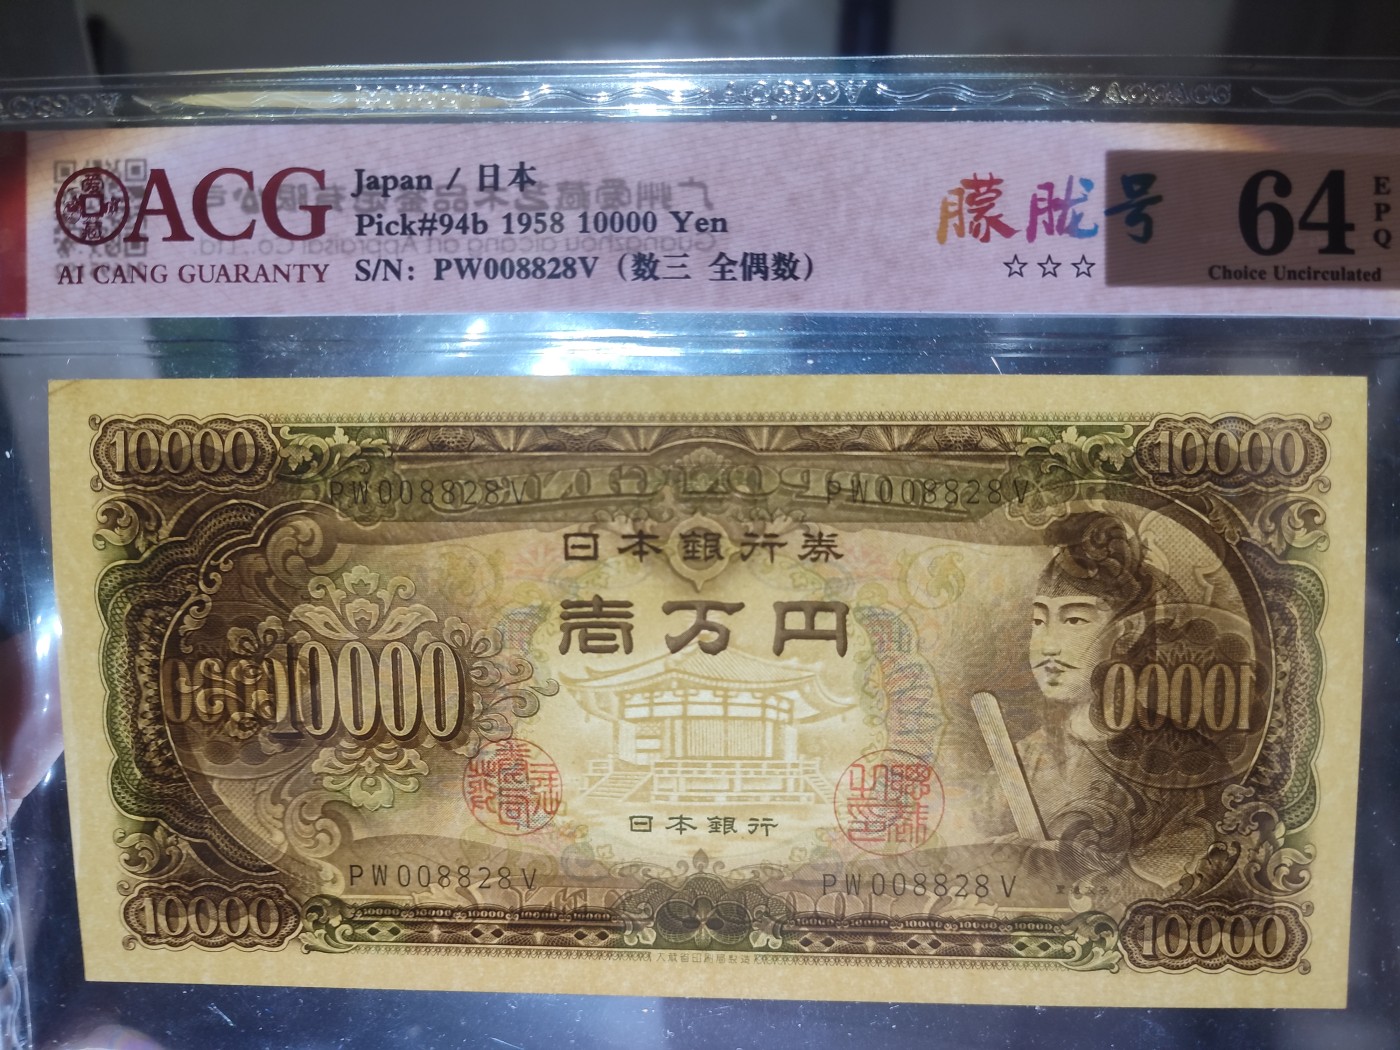 ACG
AI CANG GUARANTY
Japan / 日本
Pick#94b 1958 10000 Yen
S/N: PW008828V (数三 全偶数)
朦胧号
☆☆☆
64
EPQ
Choice Uncirculated
10000
10000
PW008828V
PW008828V
日本銀行券
壱万円
10000
日本銀行
PW008828V
PW008828V
10000
10000